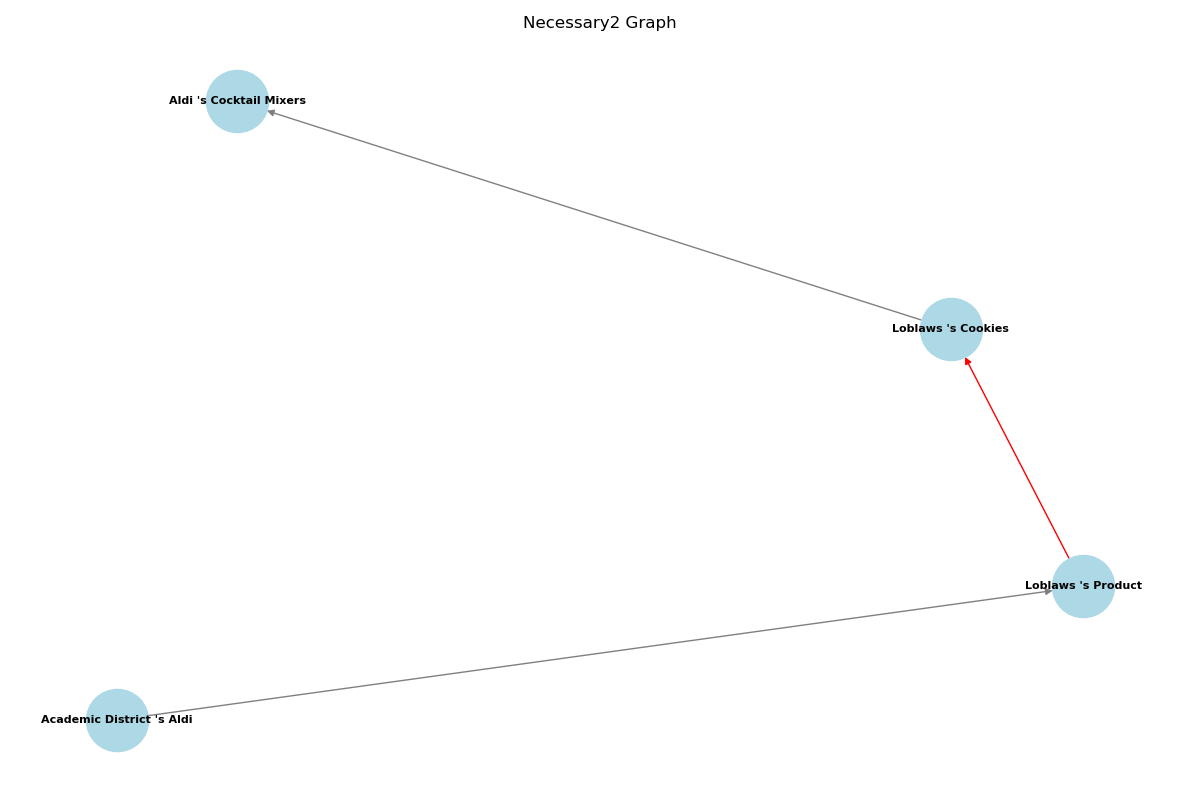 Necessary2 Graph
Aldi 's Cocktail Mixers
Loblaws 's Cookies
Loblaws 's Product
Academic District 's Aldi